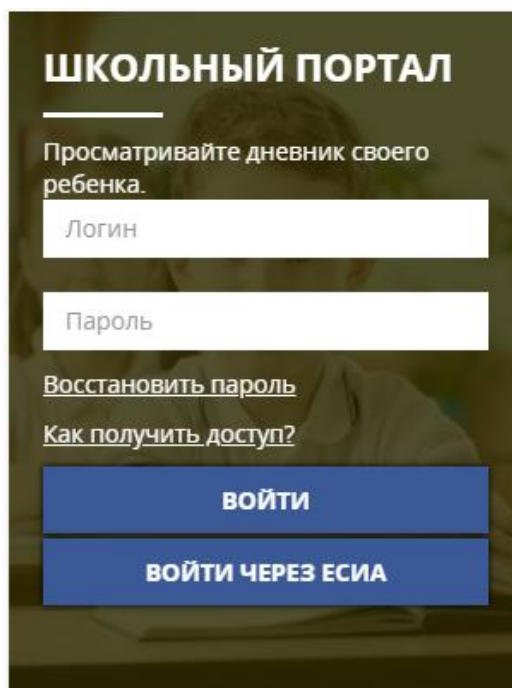 ШКОЛЬНЫЙ ПОРТАЛ
Просматривайте дневник своего
ребенка.
Логин
Пароль
Восстановить пароль
Как получить доступ?
ВОЙТИ
ВОЙТИ ЧЕРЕЗ ЕСИА